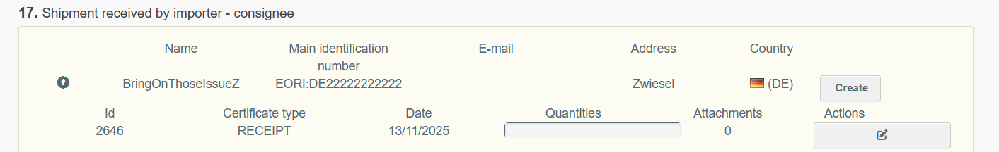 17. Shipment received by importer - consignee
Name Main identification number E-mail Address Country
BringOnThoseIssueZ EORI:DE22222222222 Zwiesel (DE) Create
Id Certificate type Date Quantities Attachments Actions
2646 RECEIPT 13/11/2025 0